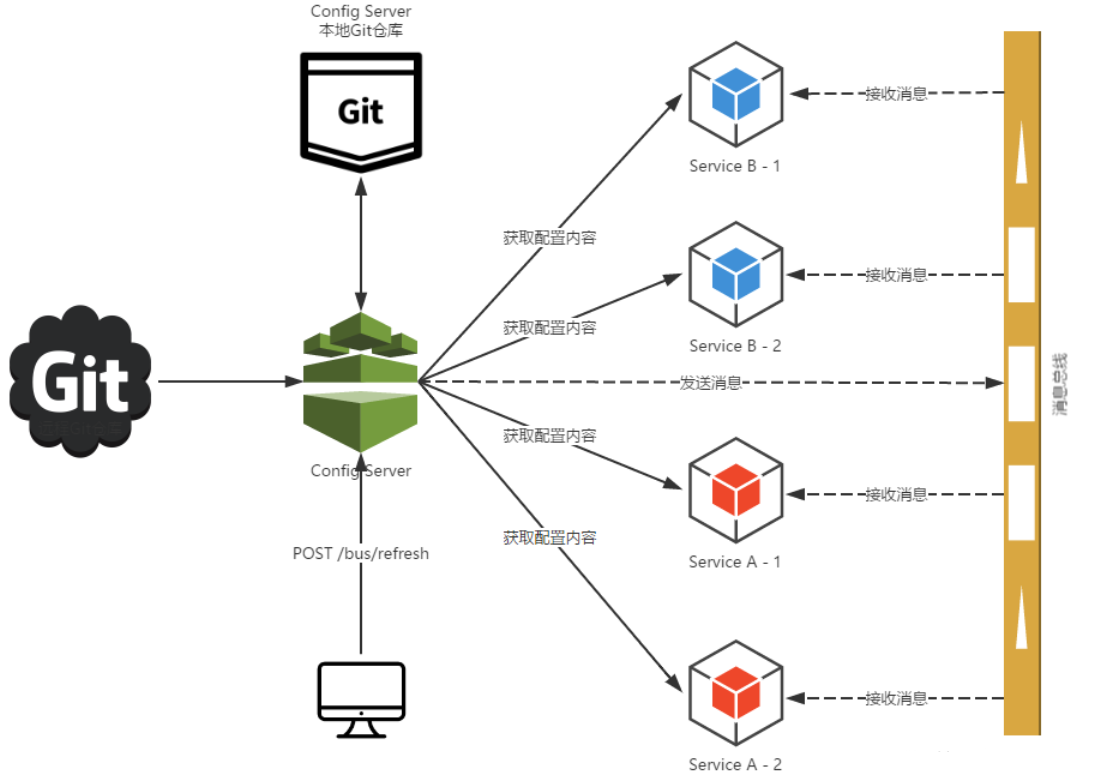 Config Server
本地Git仓库
Git
Service B - 1
接收消息
获取配置内容
Service B - 2
接收消息
获取配置内容
Git
发送消息
消息总线
获取配置内容
Config Server
Service A - 1
接收消息
获取配置内容
POST /bus/refresh
Service A - 2
接收消息